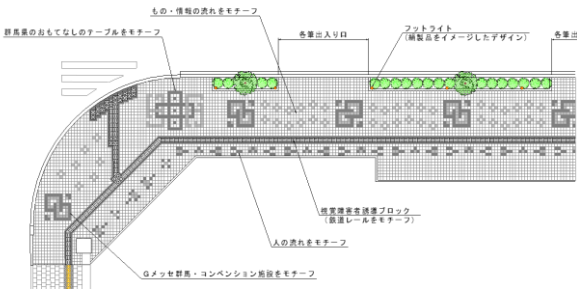 もの・情報の流れをモチーフ
群馬県のおもてなしのテーブルをモチーフ
各筆出入り口
フットライト
(絹製品をイメージしたデザイン)
各筆出
視覚障害者誘導ブロック
(鉄道レールをモチーフ)
人の流れをモチーフ
Gメッセ群馬・コンベンション施設をモチーフ